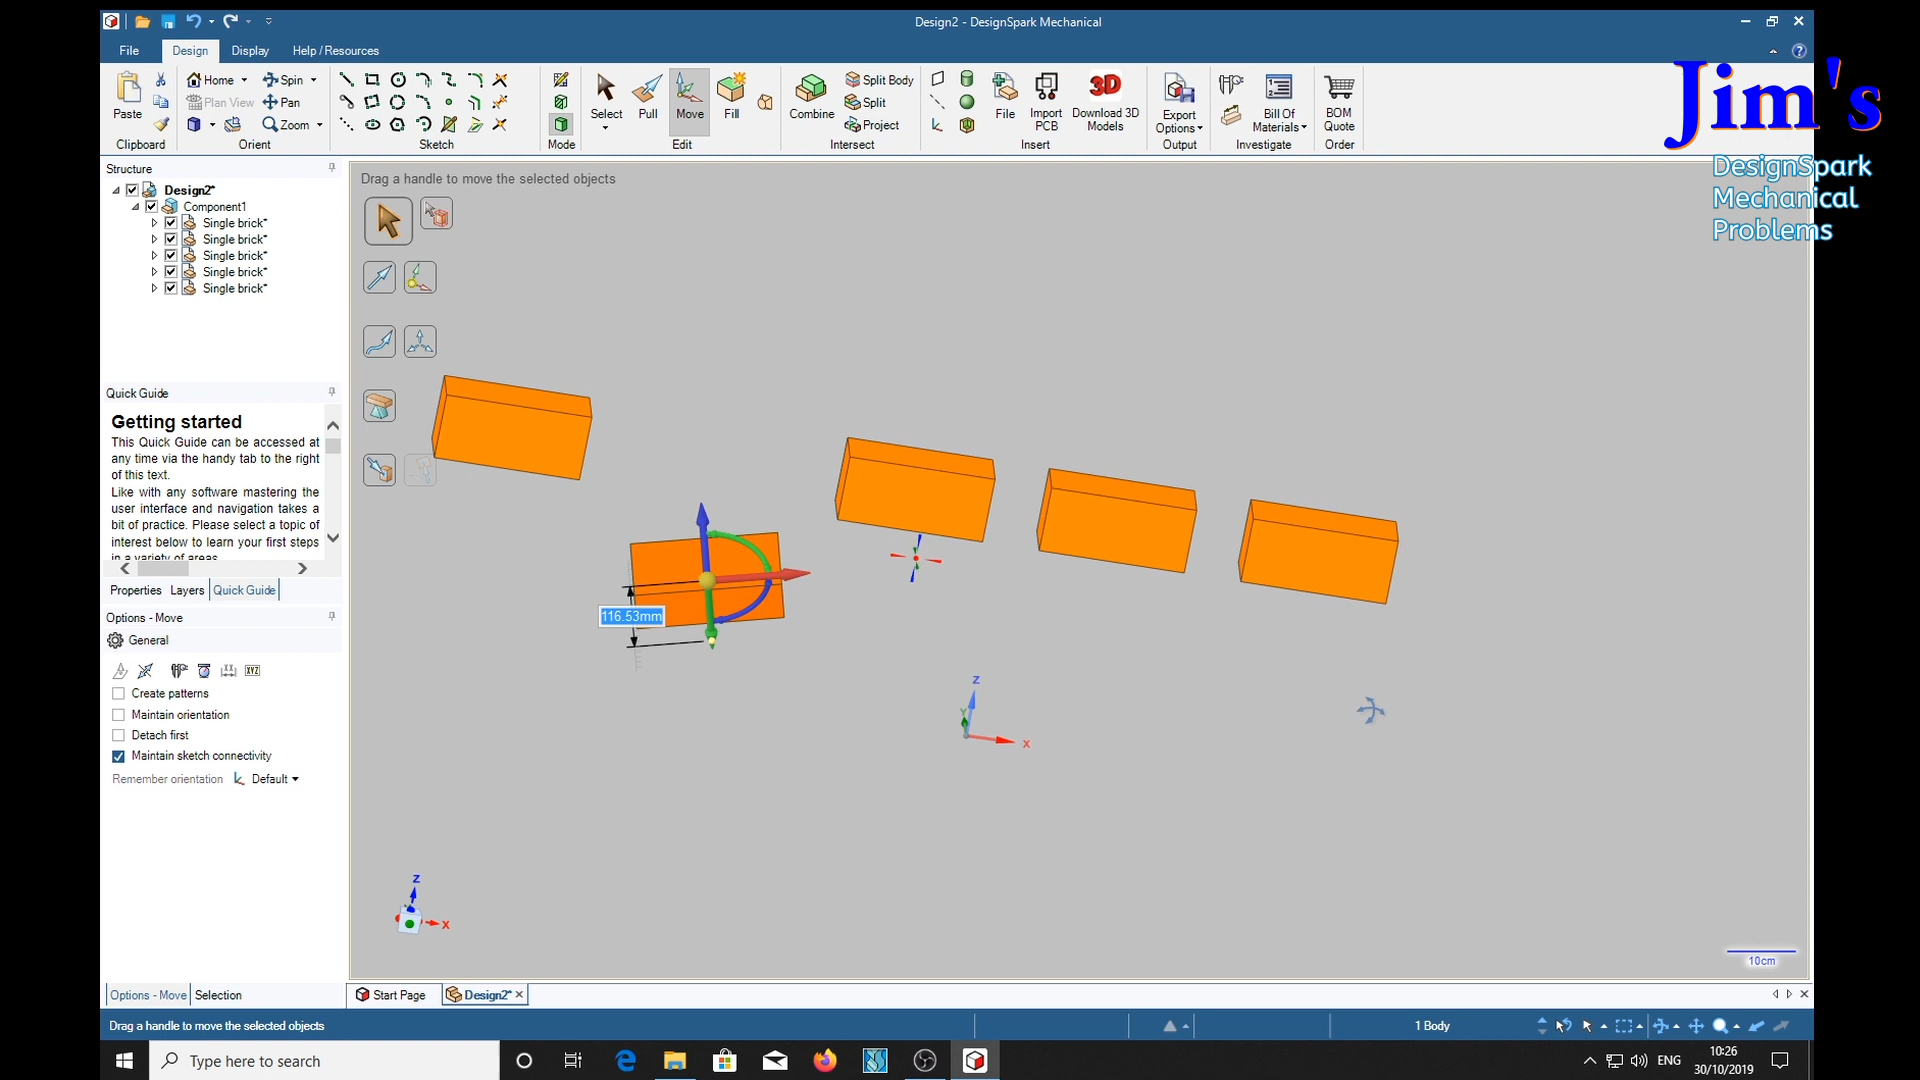 Design2 - DesignSpark Mechanical
File Design Display Help / Resources
Jim's
DesignSpark
Mechanical
Problems
Paste
Clipboard
Home Spin
Plan View Pan
Zoom
Orient
Sketch
Mode
Select Pull Move Fill
Edit
Combine Split Body
Split
Project
Intersect
File Import PCB Download 3D Models
3D
Insert
Export Options
Output
Bill Of Materials
Investigate
BOM Quote
Order
Structure
Design2*
Component1
Single brick*
Single brick*
Single brick*
Single brick*
Single brick*
Drag a handle to move the selected objects
Quick Guide
Getting started
This Quick Guide can be accessed at
any time via the handy tab to the right
of this text.
Like with any software mastering the
user interface and navigation takes a
bit of practice. Please select a topic of
interest below to learn your first steps
in a variety of areas.
Properties Layers Quick Guide
Options - Move
General
XYZ
Create patterns
Maintain orientation
Detach first
Maintain sketch connectivity
Remember orientation Default
116.53mm
Z
Y
X
Z
X
10cm
Options - Move Selection
Start Page Design2*
Drag a handle to move the selected objects
1 Body
Type here to search
ENG
10:26
30/10/2019